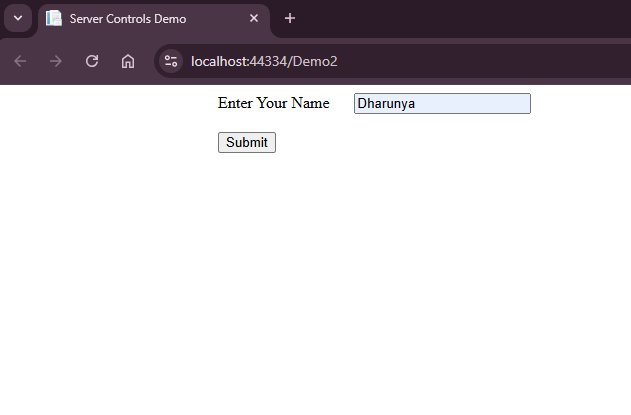 Server Controls Demo
localhost:44334/Demo2
Enter Your Name Dharunya
Submit